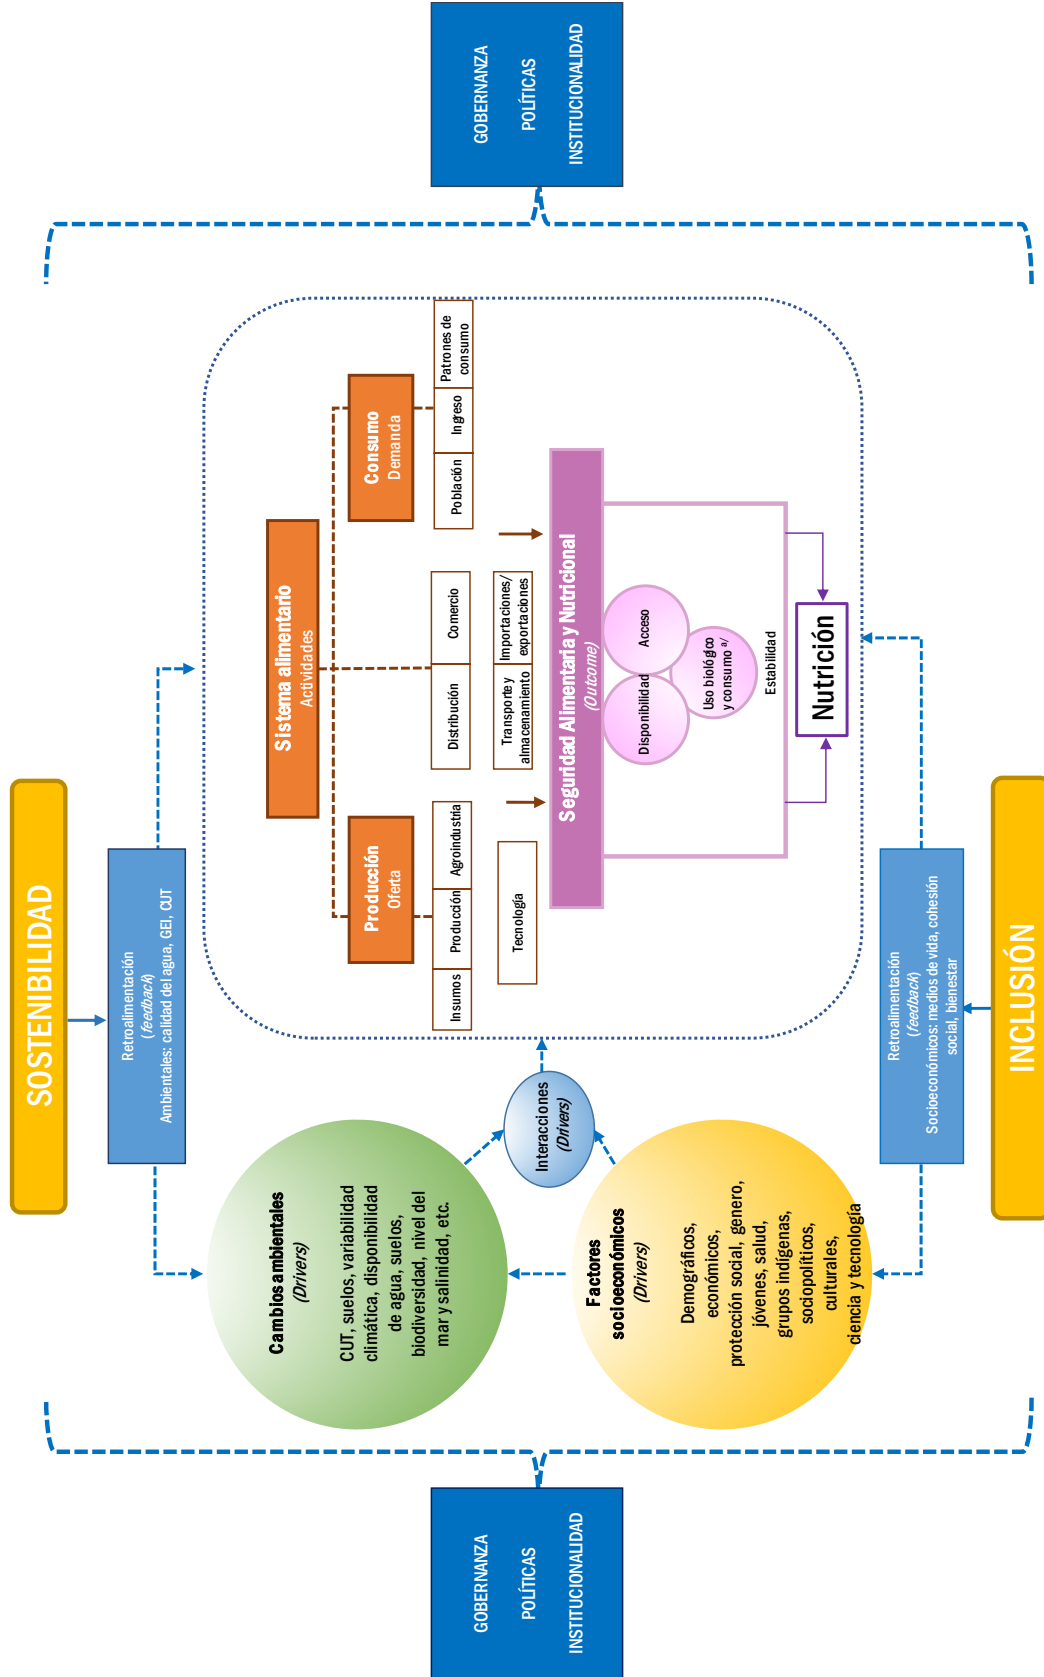 SOSTENIBILIDAD
Retroalimentación
(feedback)
Ambientales: calidad del agua, GEI, CUT
GOBERNANZA
POLÍTICAS
INSTITUCIONALIDAD
Cambios ambientales
(Drivers)
CUT, suelos, variabilidad
climática, disponibilidad
de agua, suelos,
biodiversidad, nivel del
mar y salinidad, etc.
Interacciones
(Drivers)
Factores
socioeconómicos
(Drivers)
Demográficos,
económicos,
protección social, genero,
jóvenes, salud,
grupos indígenas,
sociopolíticos,
culturales,
ciencia y tecnología
Sistema alimentario
Actividades
Producción
Oferta
Consumo
Demanda
Insumos
Producción
Agroindustria
Distribución
Comercio
Población
Ingreso
Patrones de
consumo
Tecnología
Transporte y
almacenamiento
Importaciones/
exportaciones
Seguridad Alimentaria y Nutricional
(Outcome)
Disponibilidad
Acceso
Uso biológico
y consumo a/
Estabilidad
Nutrición
GOBERNANZA
POLÍTICAS
INSTITUCIONALIDAD
Retroalimentación
(feedback)
Socioeconómicos: medios de vida, cohesión
social, bienestar
INCLUSIÓN